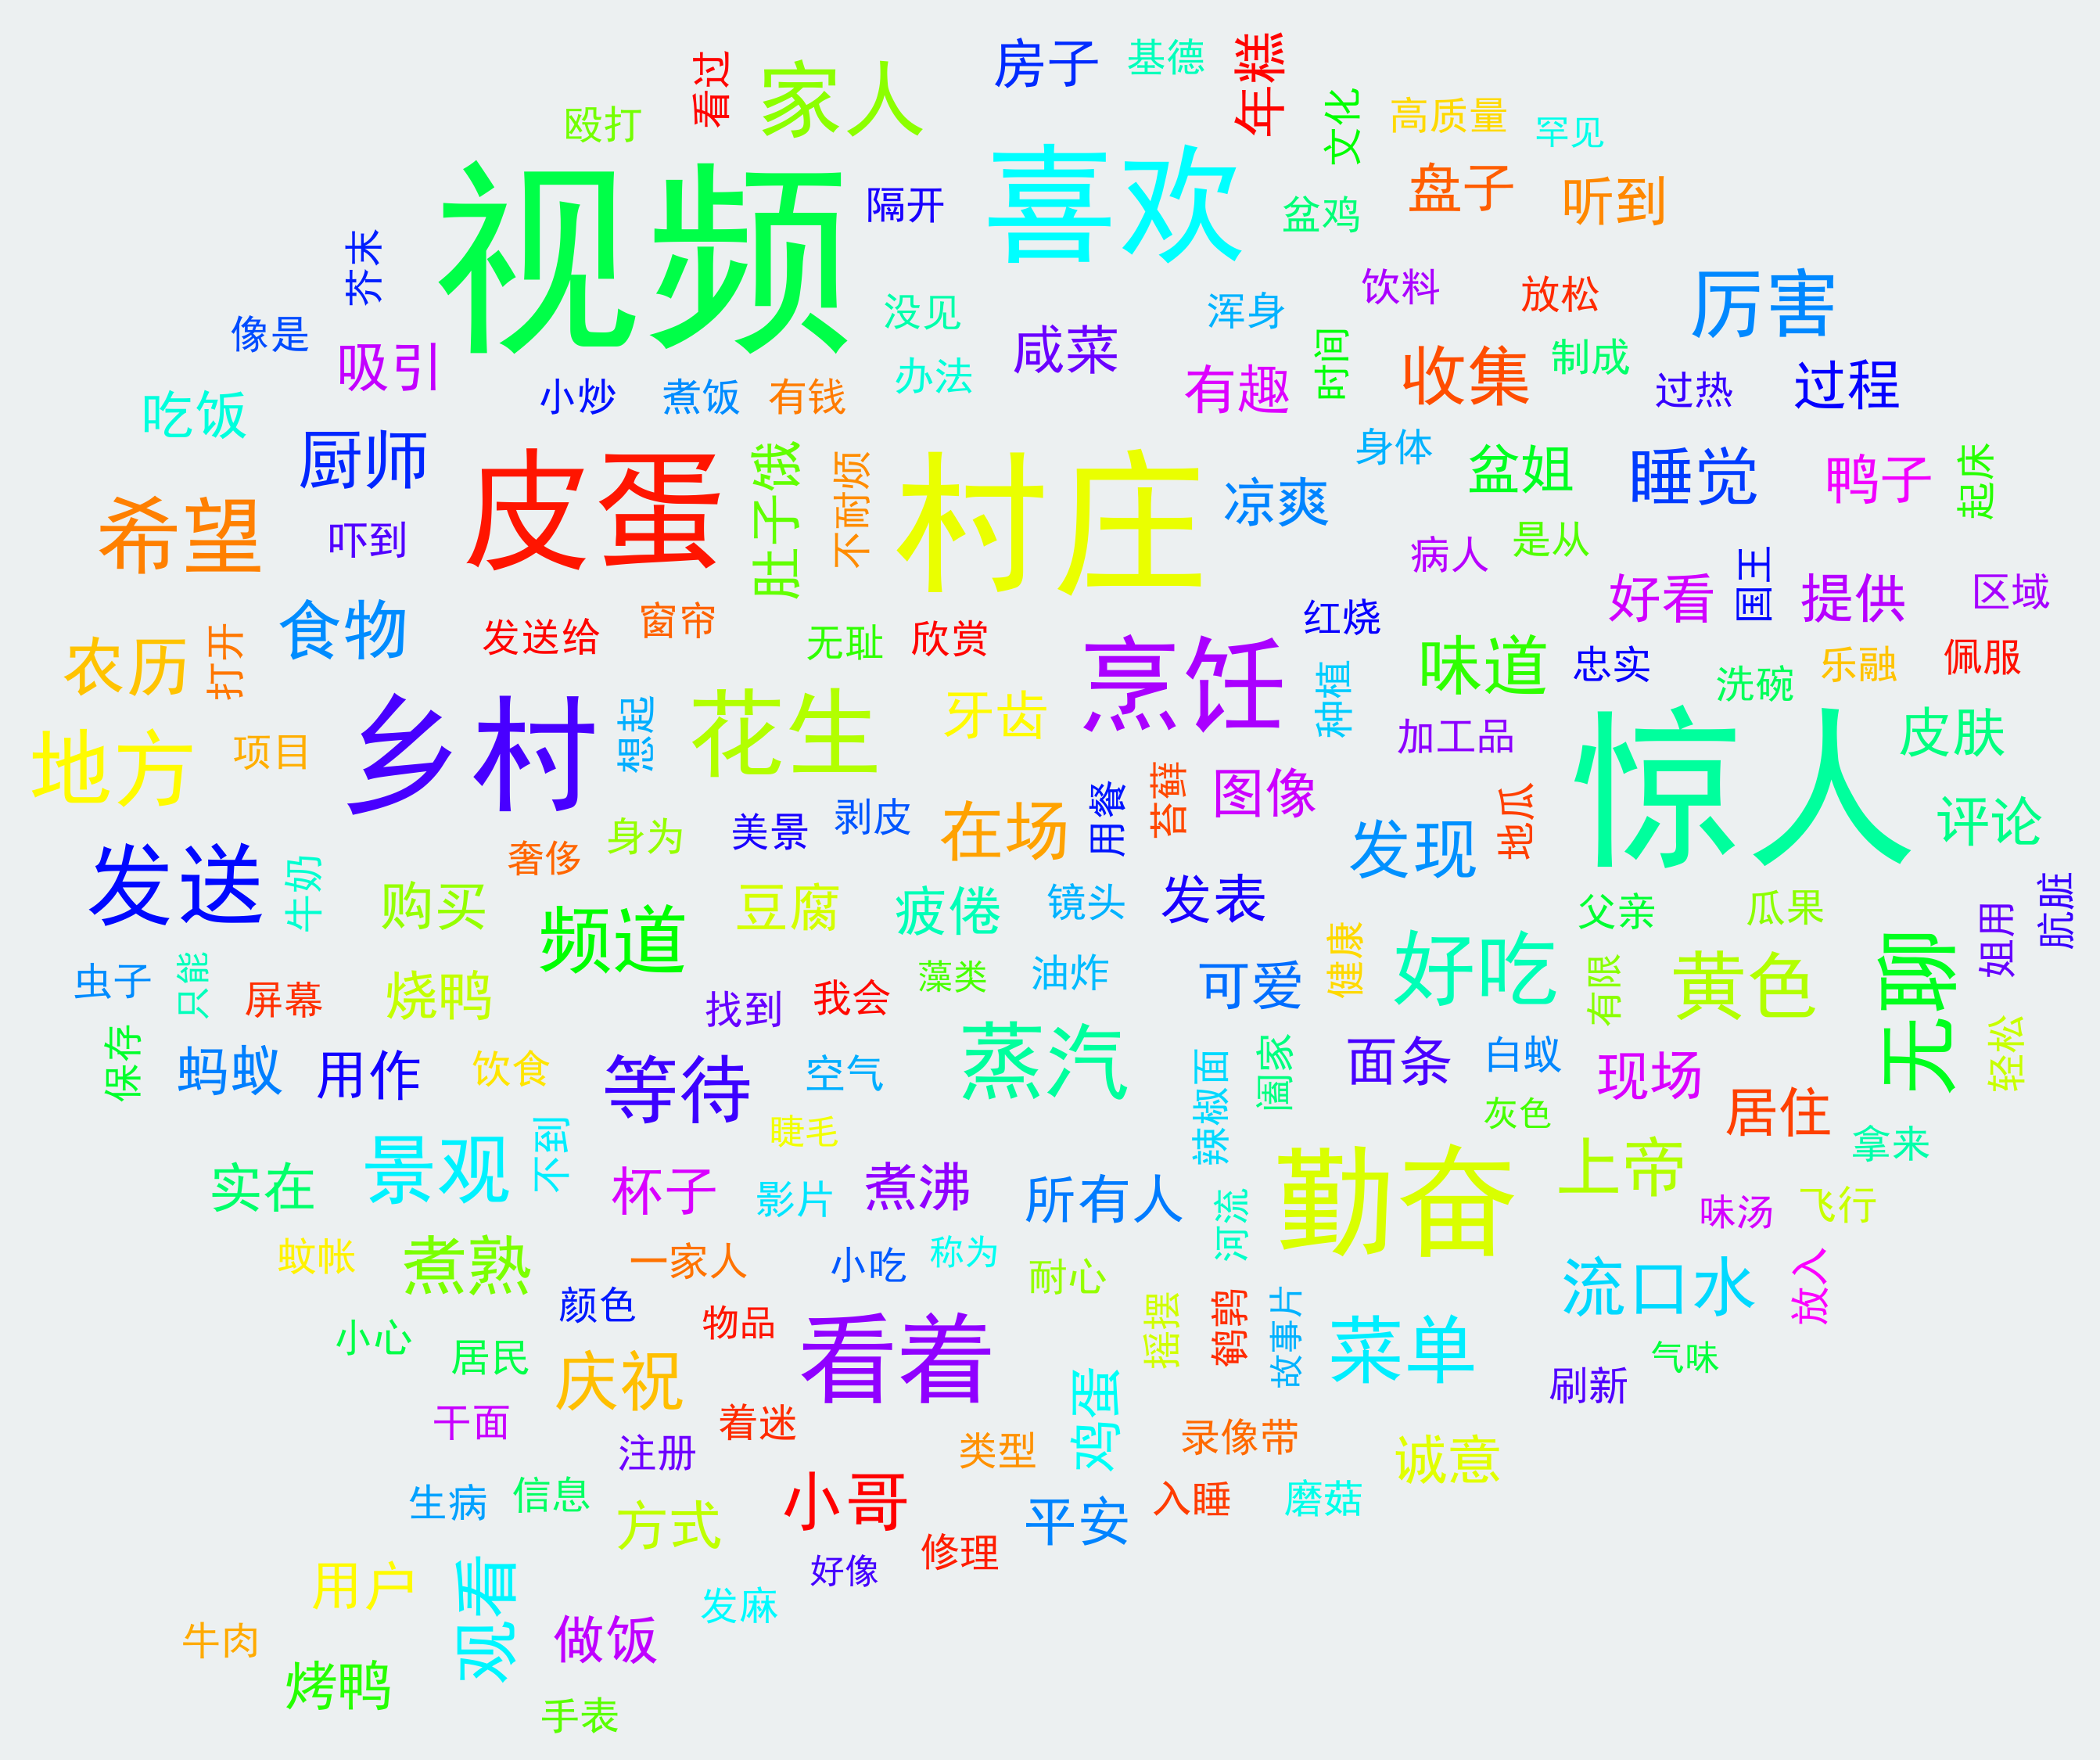 房子
基德
年糕
看过
家人
殴打
文化
高质量
罕见
视频
喜欢
隔开
盆鸡
盘子
听到
芥末
像是
吸引
没见
浑身
饮料
放松
厉害
咸菜
时间
收集
制成
过热
过程
吃饭
小炒
煮饭
有钱
办法
有趣
厨师
皮蛋
肚子饿
不耐烦
村庄
凉爽
身体
盆姐
睡觉
鸭子
起床
希望
吓到
病人
是从
好看
国王
提供
区域
食物
发送给
窗帘
无耻
欣赏
红烧
农历
打开
烹饪
种植
味道
忠实
洗碗
乐融
佩服
乡村
想起
花生
牙齿
加工品
惊人
皮肤
地方
项目
图像
苔藓
用餐
地瓜
发现
评论
身为
美景
剥皮
在场
奢侈
发送
牛奶
购买
频道
豆腐
疲倦
镜头
发表
父亲
瓜果
肮脏
姐用
虫子
只能
屏幕
烧鸭
找到
我会
藻类
油炸
可爱
健康
好吃
有限
黄色
无聊
轻松
保存
蚂蚁
用作
饮食
等待
空气
蒸汽
辣椒面
阖家
面条
白蚁
现场
居住
灰色
拿来
睫毛
景观
不到
实在
杯子
影片
煮沸
所有人
河流
勤奋
上帝
味汤
飞行
蚊帐
煮熟
一家人
小吃
称为
耐心
流口水
放入
颜色
物品
小心
居民
庆祝
看着
摇摆
鹌鹑
故事片
菜单
刷新
气味
干面
着迷
注册
类型
鸡蛋
录像带
诚意
生病
信息
方式
小哥
平安
入睡
磨菇
修理
好像
用户
观看
发麻
做饭
牛肉
烤鸭
手表